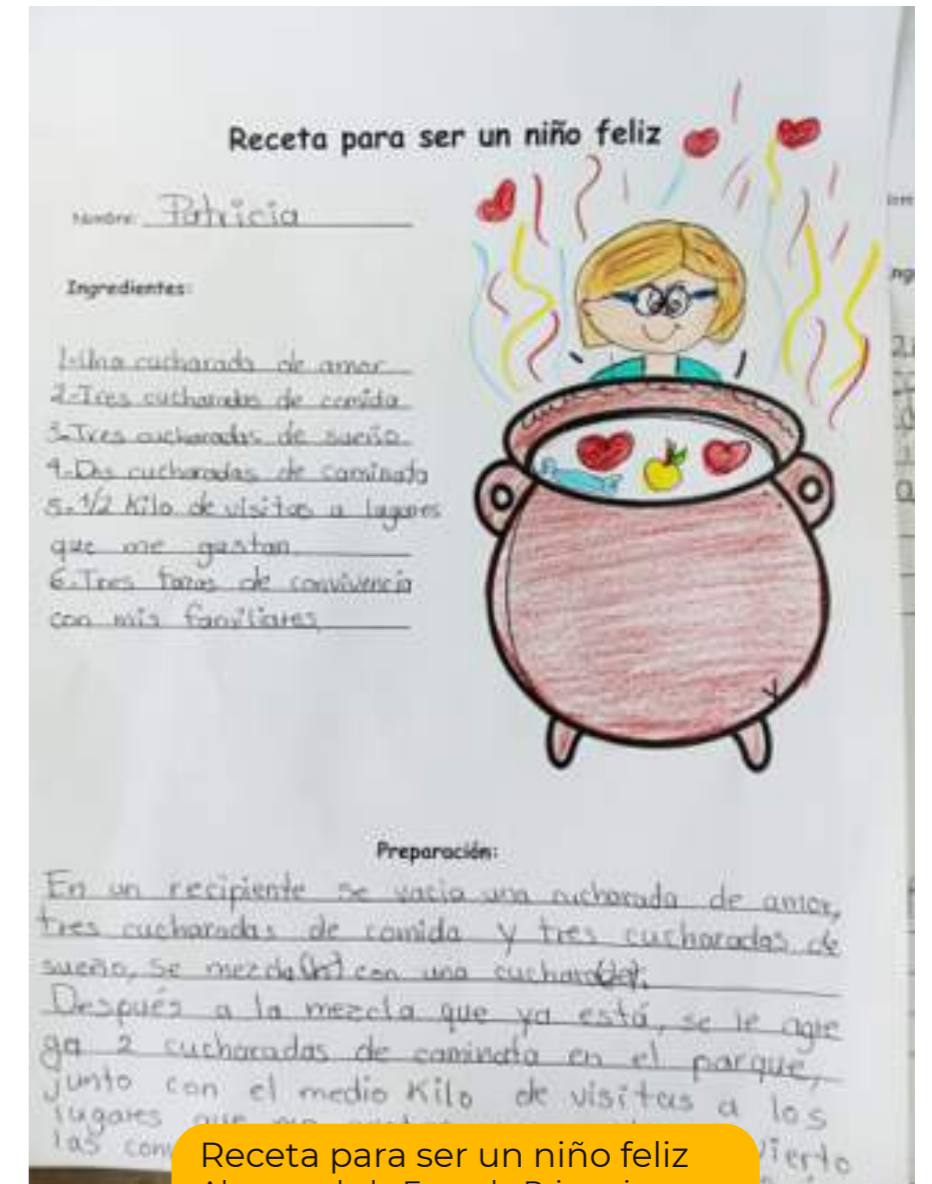 Receta para ser un niño feliz
Nombre: Patricia
Ingredientes:
1-Una cucharada de amor
2-Tres cucharadas de comida
3-Tres cucharadas de sueño
4-Dos cucharadas de caminata
5-1/2 Kilo de visitas a lugares
que me gustan
6-Tres tazas de convivencia
con mis familiares
Preparación:
En un recipiente se vacia una cucharada de amor,
tres cucharadas de comida y tres cucharadas de
sueño, se mezcla con una
Después a la mezcla que ya está, se le agre
ga 2 cucharadas de caminata en el parque,
junto con el medio Kilo de visitas a los
lugares que
las vierto
Receta para ser un niño feliz